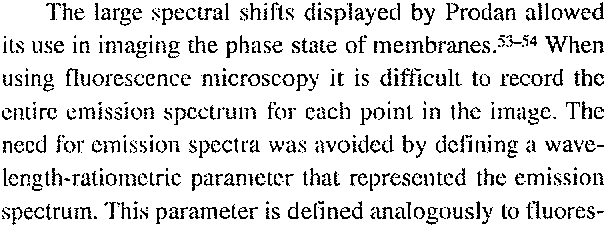 The large spectral shifts displayed by Prodan allowed
its use in imaging the phase state of membranes.53–54 When
using fluorescence microscopy it is difficult to record the
entire emission spectrum for each point in the image. The
need for emission spectra was avoided by defining a wave-
length-ratiometric parameter that represented the emission
spectrum. This parameter is defined analogously to fluores-